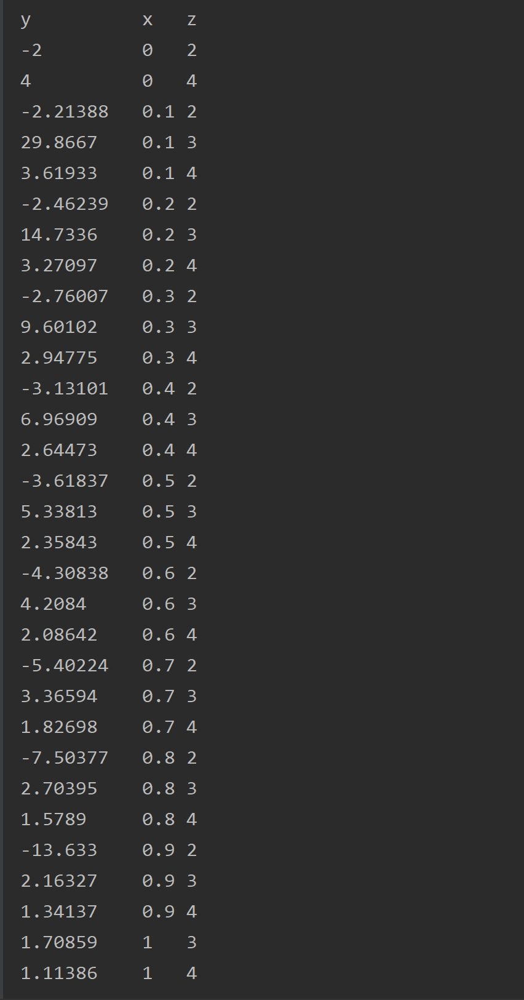 y x z
-2 0 2
4 0 4
-2.21388 0.1 2
29.8667 0.1 3
3.61933 0.1 4
-2.46239 0.2 2
14.7336 0.2 3
3.27097 0.2 4
-2.76007 0.3 2
9.60102 0.3 3
2.94775 0.3 4
-3.13101 0.4 2
6.96909 0.4 3
2.64473 0.4 4
-3.61837 0.5 2
5.33813 0.5 3
2.35843 0.5 4
-4.30838 0.6 2
4.2084 0.6 3
2.08642 0.6 4
-5.40224 0.7 2
3.36594 0.7 3
1.82698 0.7 4
-7.50377 0.8 2
2.70395 0.8 3
1.5789 0.8 4
-13.633 0.9 2
2.16327 0.9 3
1.34137 0.9 4
1.70859 1 3
1.11386 1 4